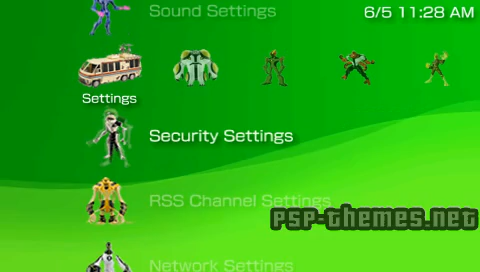 Sound Settings
6/5 11:28 AM
Settings
Security Settings
RSS Channel Settings
PSP-themes.net
Network Settings